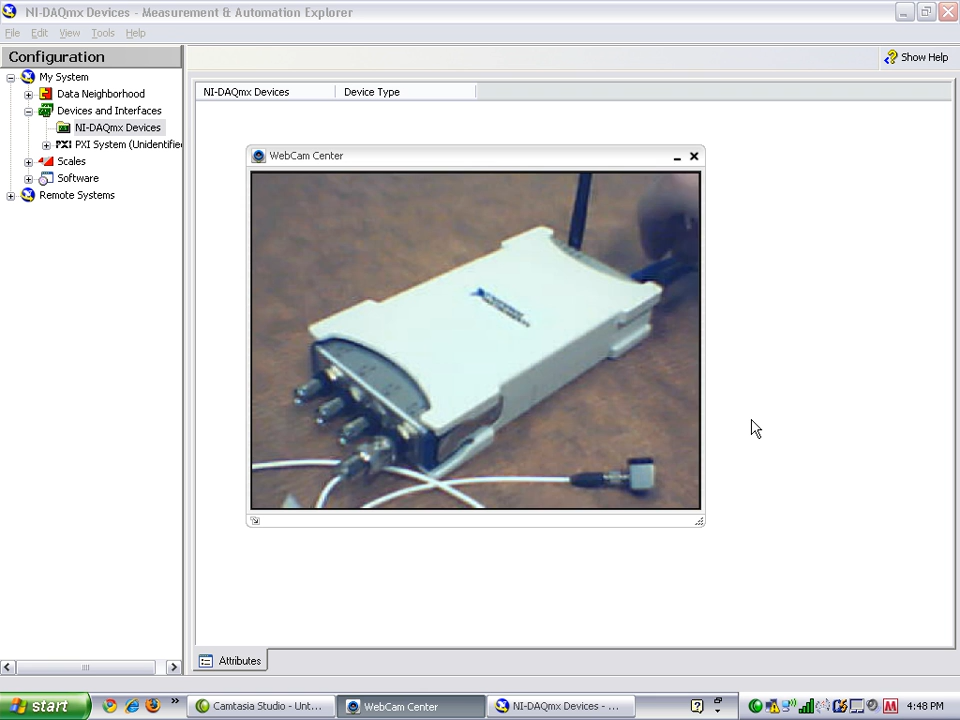 NI-DAQmx Devices - Measurement & Automation Explorer
File Edit View Tools Help
Configuration
Show Help
My System
Data Neighborhood
Devices and Interfaces
NI-DAQmx Devices
PXI System (Unidentifie
Scales
Software
Remote Systems
NI-DAQmx Devices Device Type
WebCam Center
Attributes
start
Camtasia Studio - Unt...
WebCam Center
NI-DAQmx Devices - ...
4:48 PM